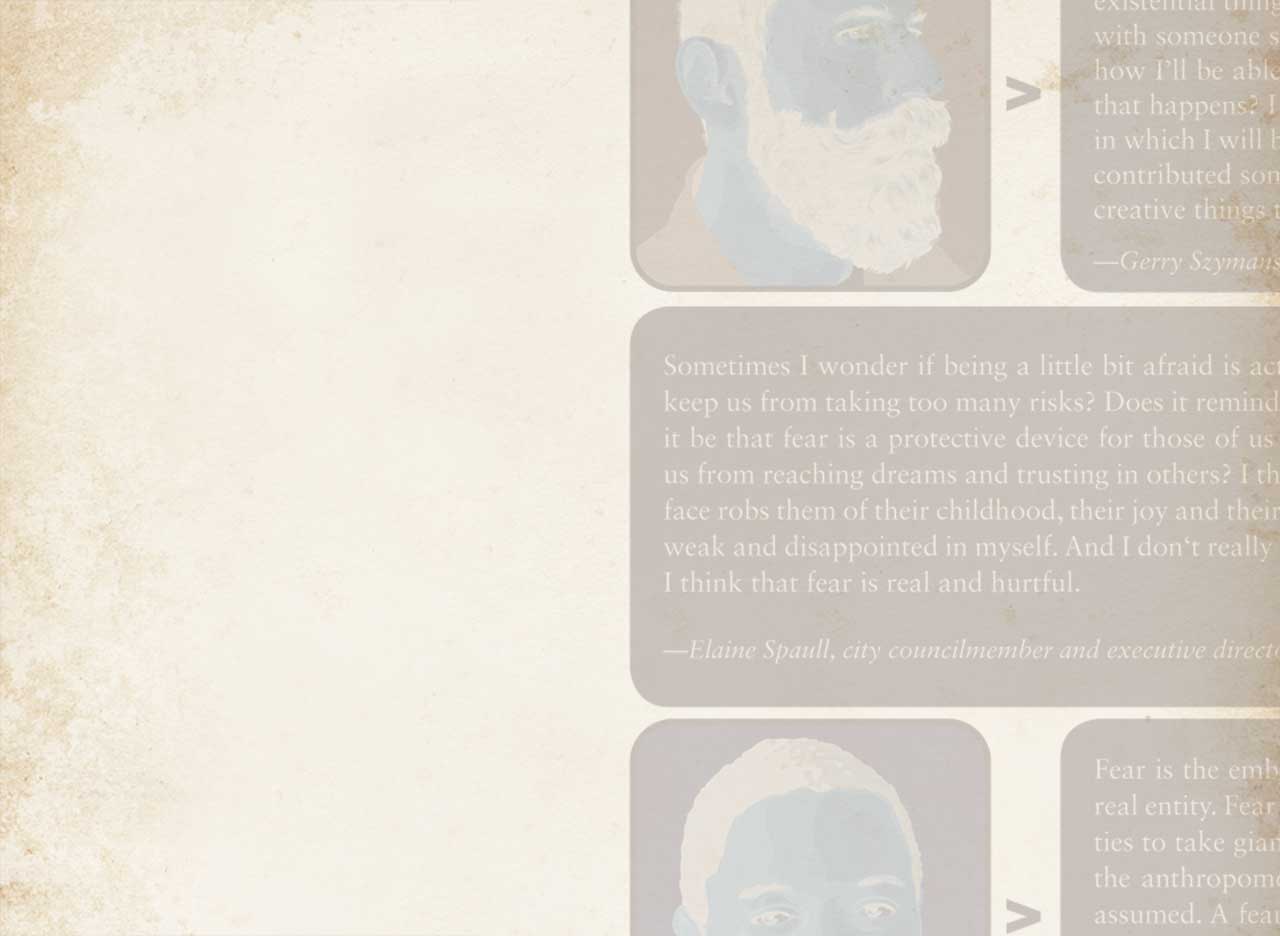 existential thing
with someone s
how I'll be able
that happens? I
in which I will b
contributed som
creative things t
—Gerry Szymans
>
Sometimes I wonder if being a little bit afraid is act
keep us from taking too many risks? Does it remind
it be that fear is a protective device for those of us
us from reaching dreams and trusting in others? I th
face robs them of their childhood, their joy and their
weak and disappointed in myself. And I don‘t really
I think that fear is real and hurtful.
—Elaine Spaull, city councilmember and executive directo
Fear is the emb
real entity. Fear
ties to take gian
the anthropomo
assumed. A fear
>